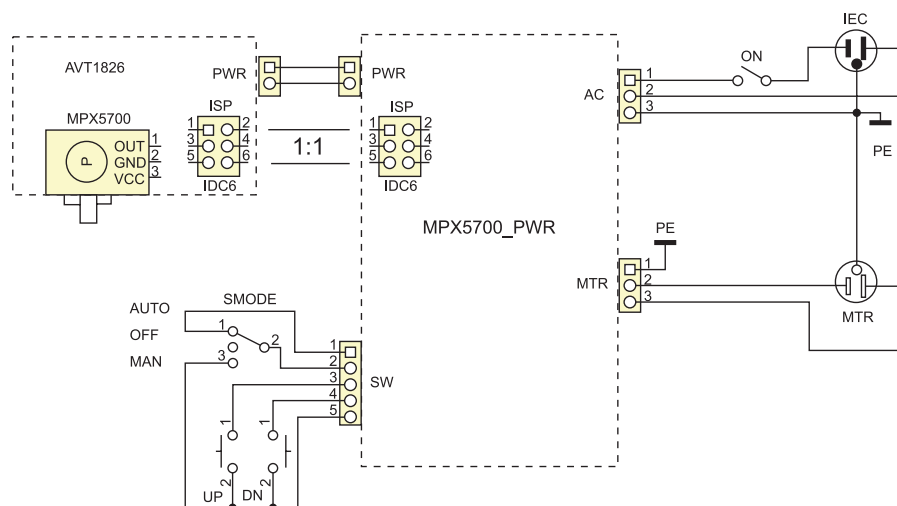 IEC
AVT1826
PWR
PWR
ON
1
2
3
AC
ISP
ISP
MPX5700
P
OUT 1
GND 2
VCC 3
1 2
3 4
5 6
IDC6
1:1
1 2
3 4
5 6
IDC6
PE
MPX5700_PWR
PE
MTR
1
2
3
MTR
AUTO
OFF
MAN
SMODE
1
2
3
1
2
3
4
5
SW
1
1
2
2
UP
DN